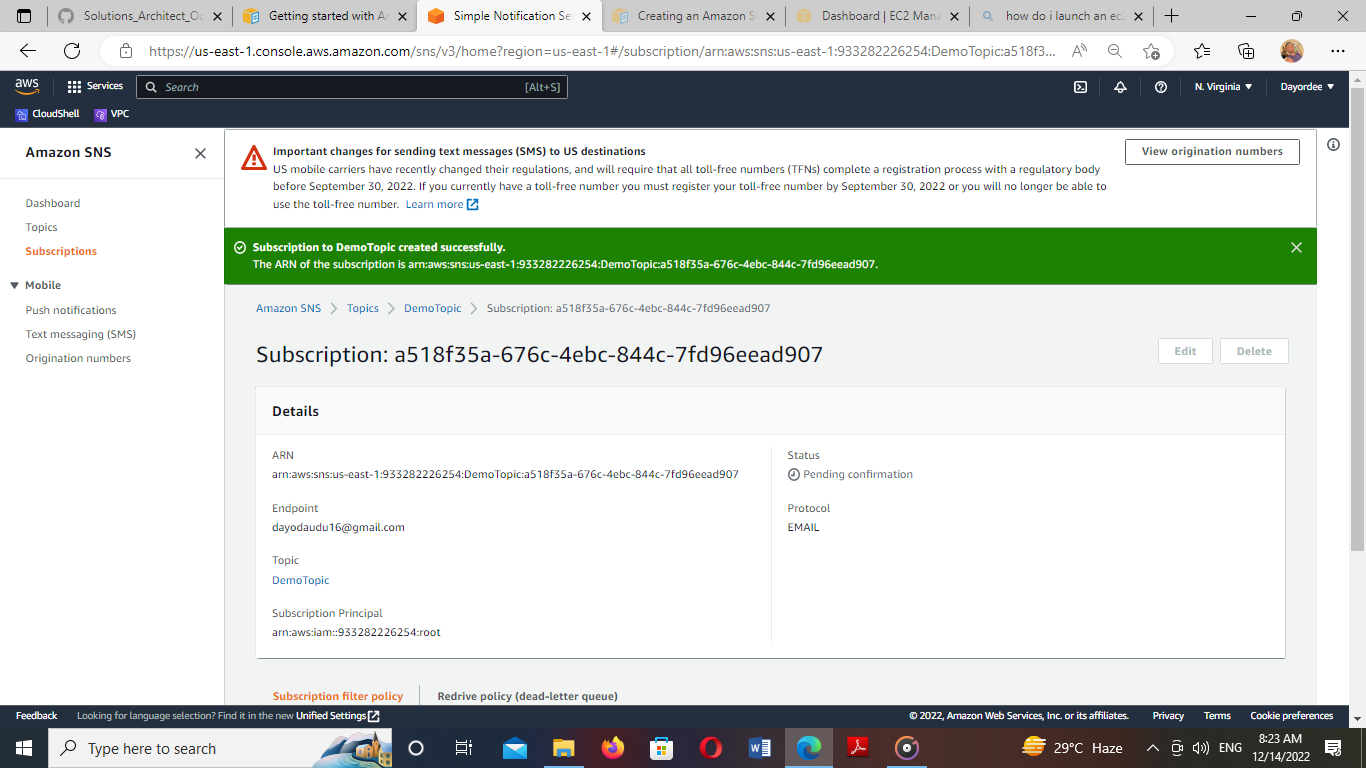 Solutions_Architect_Oc
Getting started with Am
Simple Notification Se
Creating an Amazon S
Dashboard | EC2 Mana
how do i launch an ec2
https://us-east-1.console.aws.amazon.com/sns/v3/home?region=us-east-1#/subscription/arn:aws:sns:us-east-1:933282226254:DemoTopic:a518f3...
aws
Services
Search
[Alt+S]
N. Virginia
Dayordee
CloudShell
VPC
Amazon SNS
Dashboard
Topics
Subscriptions
Mobile
Push notifications
Text messaging (SMS)
Origination numbers
Important changes for sending text messages (SMS) to US destinations
US mobile carriers have recently changed their regulations, and will require that all toll-free numbers (TFNs) complete a registration process with a regulatory body
before September 30, 2022. If you currently have a toll-free number you must register your toll-free number by September 30, 2022 or you will no longer be able to
use the toll-free number. Learn more
View origination numbers
Subscription to DemoTopic created successfully.
The ARN of the subscription is arn:aws:sns:us-east-1:933282226254:DemoTopic:a518f35a-676c-4ebc-844c-7fd96eead907.
Amazon SNS
Topics
DemoTopic
Subscription: a518f35a-676c-4ebc-844c-7fd96eead907
Subscription: a518f35a-676c-4ebc-844c-7fd96eead907
Edit
Delete
Details
ARN
arn:aws:sns:us-east-1:933282226254:DemoTopic:a518f35a-676c-4ebc-844c-7fd96eead907
Endpoint
dayodaudu16@gmail.com
Topic
DemoTopic
Subscription Principal
arn:aws:iam::933282226254:root
Status
Pending confirmation
Protocol
EMAIL
Subscription filter policy
Redrive policy (dead-letter queue)
Feedback
Looking for language selection? Find it in the new Unified Settings
© 2022, Amazon Web Services, Inc. or its affiliates.
Privacy
Terms
Cookie preferences
Type here to search
29°C Haze
ENG
8:23 AM
12/14/2022